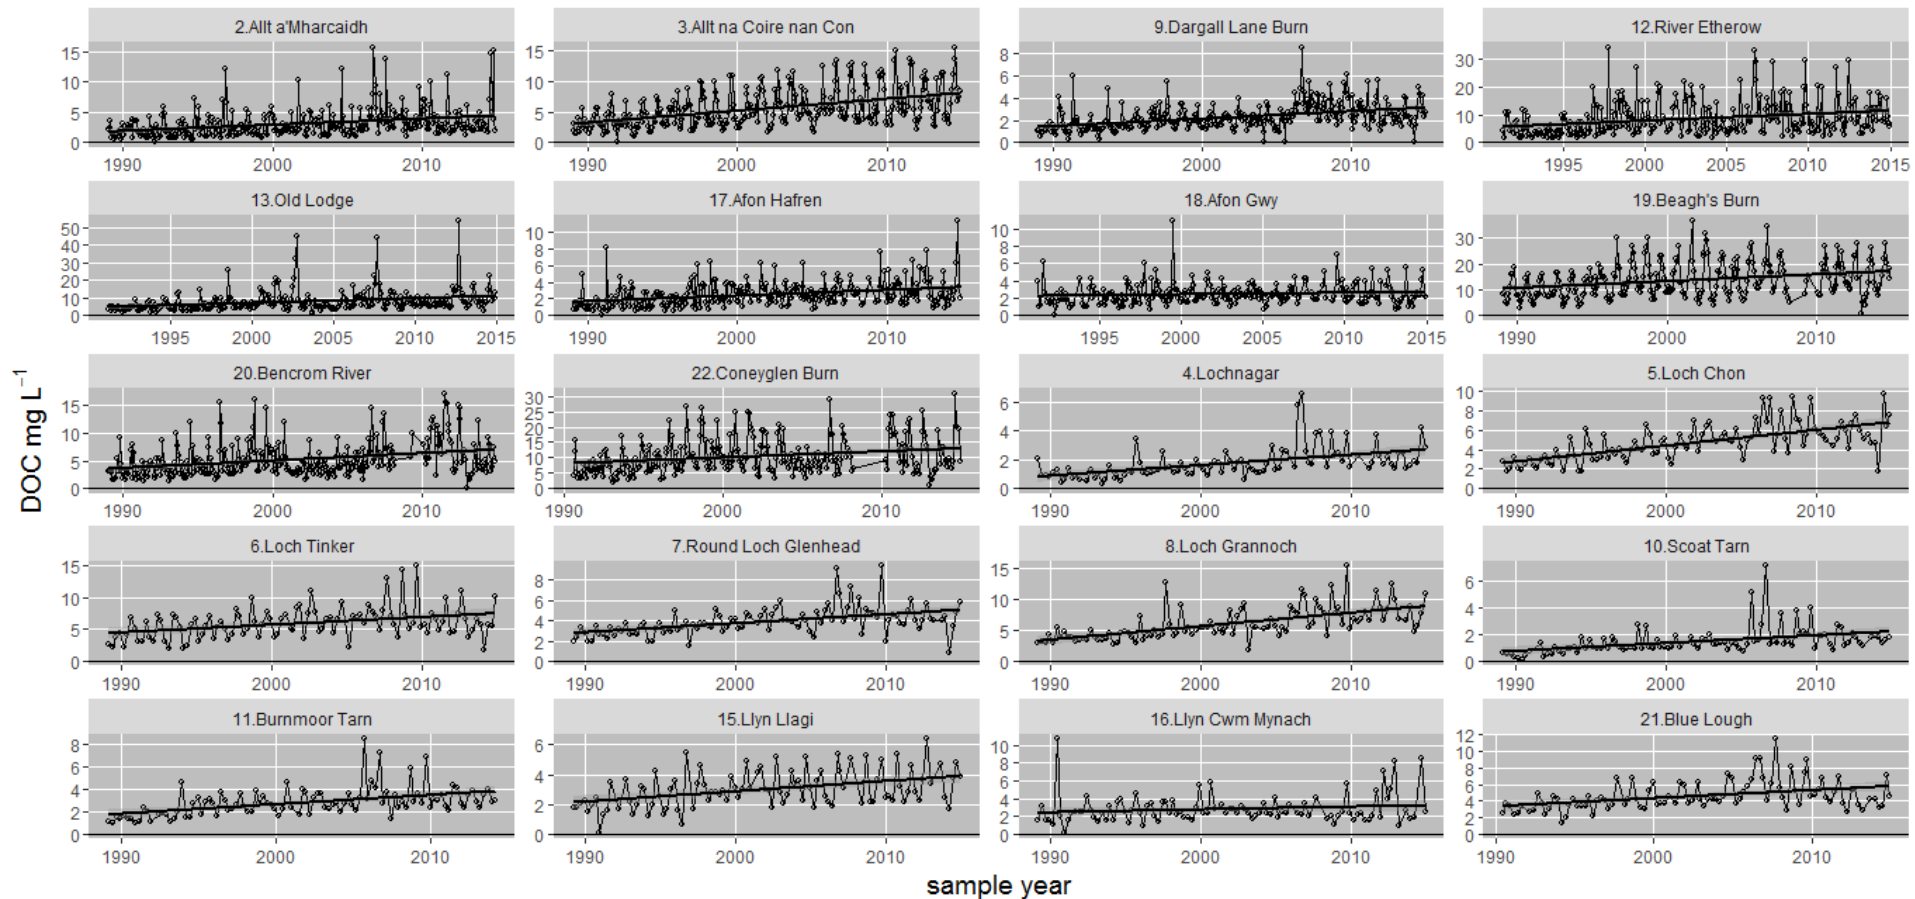 2.Allt a'Mharcaidh 3.Allt na Coire nan Con 9.Dargall Lane Burn 12.River Etherow
15 10 5 0 15 10 5 0 8 6 4 2 0 30 20 10 0
1990 2000 2010 1990 2000 2010 1990 2000 2010 1995 2000 2005 2010 2015
13.Old Lodge 17.Afon Hafren 18.Afon Gwy 19.Beagh's Burn
50 40 30 20 10 0 10 8 6 4 2 0 10 8 6 4 2 0 30 20 10 0
1995 2000 2005 2010 2015 1990 2000 2010 1995 2000 2005 2010 2015 1990 2000 2010
20.Bencrom River 22.Coneyglen Burn 4.Lochnagar 5.Loch Chon
15 10 5 0 30 25 20 15 10 5 0 6 4 2 0 10 8 6 4 2 0
1990 2000 2010 1990 2000 2010 1990 2000 2010 1990 2000 2010
6.Loch Tinker 7.Round Loch Glenhead 8.Loch Grannoch 10.Scoat Tarn
15 10 5 0 8 6 4 2 0 15 10 5 0 6 4 2 0
1990 2000 2010 1990 2000 2010 1990 2000 2010 1990 2000 2010
11.Burnmoor Tarn 15.Llyn Llagi 16.Llyn Cwm Mynach 21.Blue Lough
8 6 4 2 0 6 4 2 0 10 8 6 4 2 0 12 10 8 6 4 2 0
1990 2000 2010 1990 2000 2010 1990 2000 2010 1990 2000 2010
DOC mg L⁻¹
sample year